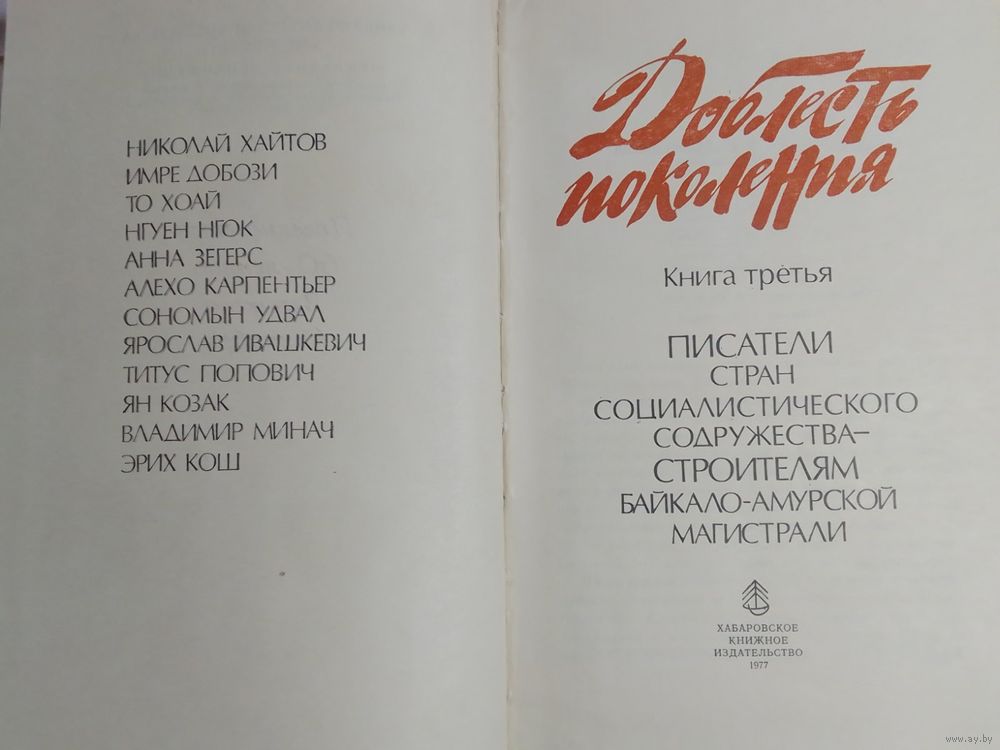 НИКОЛАЙ ХАЙТОВ
ИМРЕ ДОБОЗИ
ТО ХОАЙ
НГУЕН НГОК
АННА ЗЕГЕРС
АЛЕХО КАРПЕНТЬЕР
СОНОМЫН УДВАЛ
ЯРОСЛАВ ИВАШКЕВИЧ
ТИТУС ПОПОВИЧ
ЯН КОЗАК
ВЛАДИМИР МИНАЧ
ЭРИХ КОШ
Доблесть
поколения
Книга третья
ПИСАТЕЛИ
СТРАН
СОЦИАЛИСТИЧЕСКОГО
СОДРУЖЕСТВА–
СТРОИТЕЛЯМ
БАЙКАЛО-АМУРСКОЙ
МАГИСТРАЛИ
ХАБАРОВСКОЕ
КНИЖНОЕ
ИЗДАТЕЛЬСТВО
1977
www.ay.by